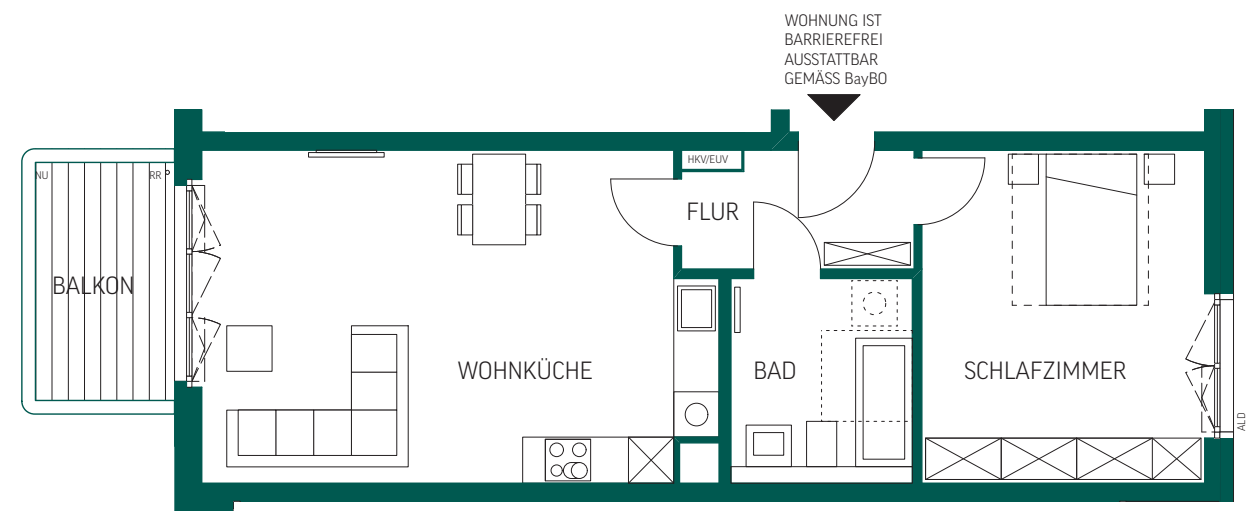 WOHNUNG IST
BARRIEREFREI
AUSSTATTBAR
GEMÄSS BayBO
HKV/EUV
NU
RR
FLUR
BALKON
WOHNKÜCHE
BAD
SCHLAFZIMMER
ALD